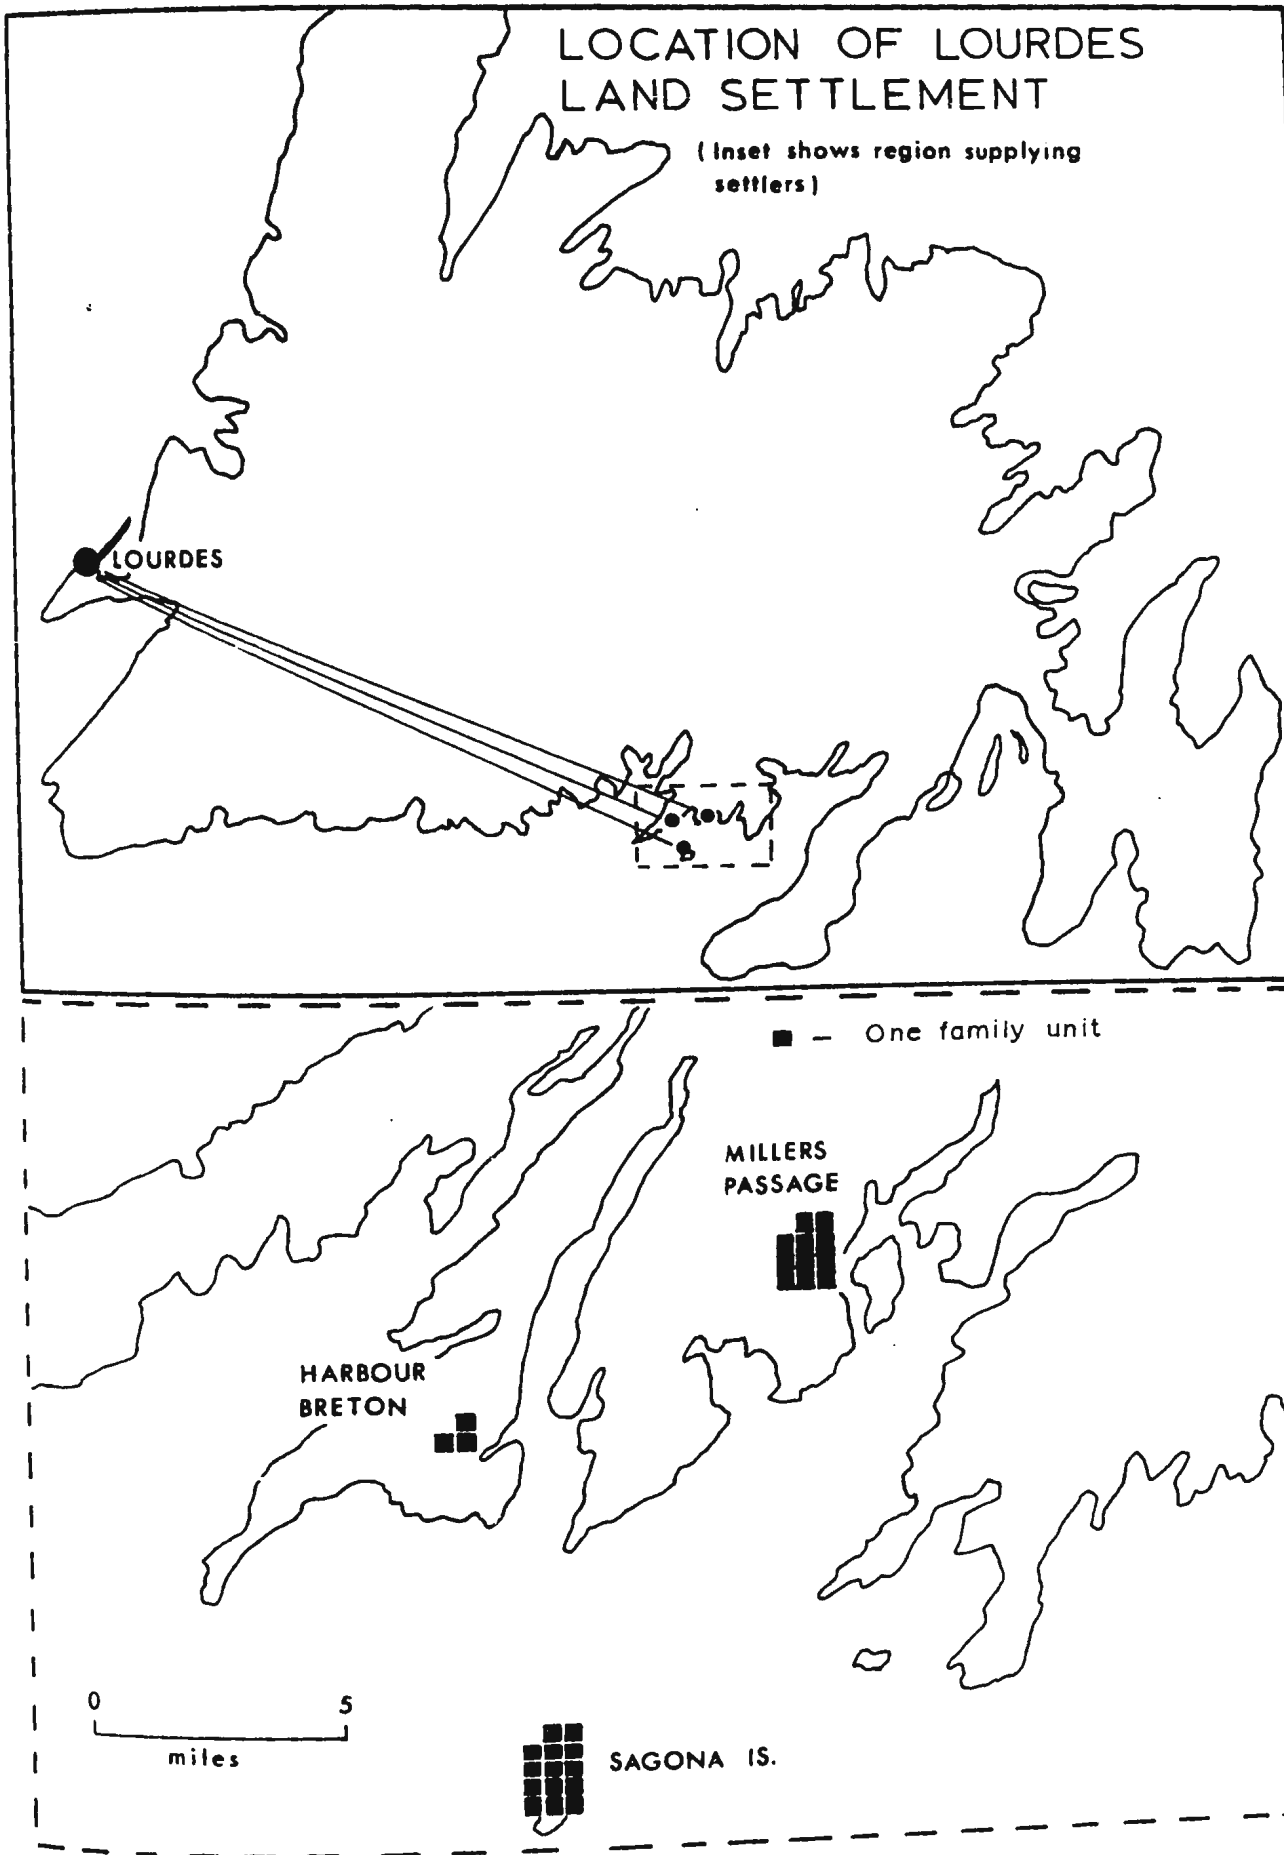 LOCATION OF LOURDES
LAND SETTLEMENT
(Inset shows region supplying
settlers)
LOURDES
■ – One family unit
MILLERS
PASSAGE
HARBOUR
BRETON
0 5
miles
SAGONA IS.